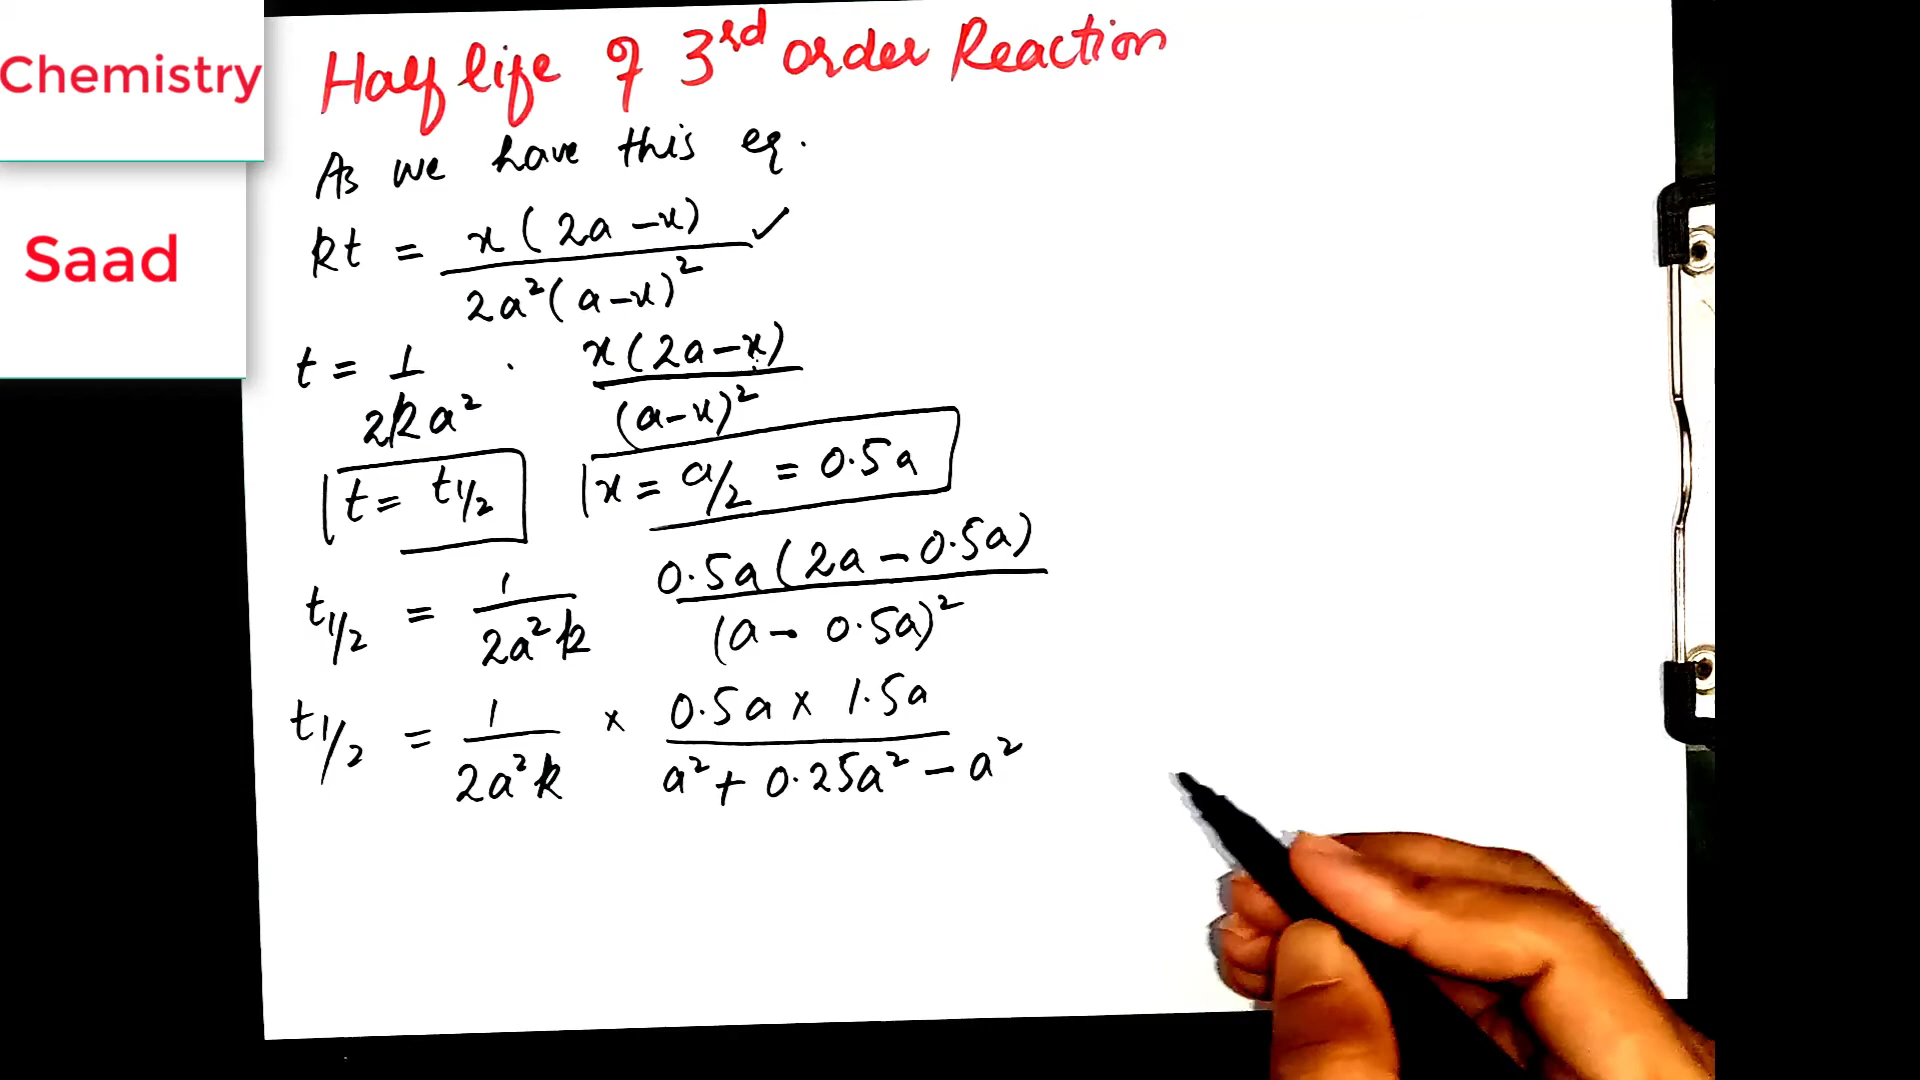 Chemistry
Saad
Half life of 3rd order Reaction
As we have this eq.
kt = x(2a-x) / 2a²(a-x)² ✓
t = 1 / 2ka² . x(2a-x) / (a-x)²
t = t1/2 x = a/2 = 0.5a
t1/2 = 1 / 2a²k 0.5a(2a-0.5a) / (a-0.5a)²
t1/2 = 1 / 2a²k × 0.5a × 1.5a / a² + 0.25a² - a²